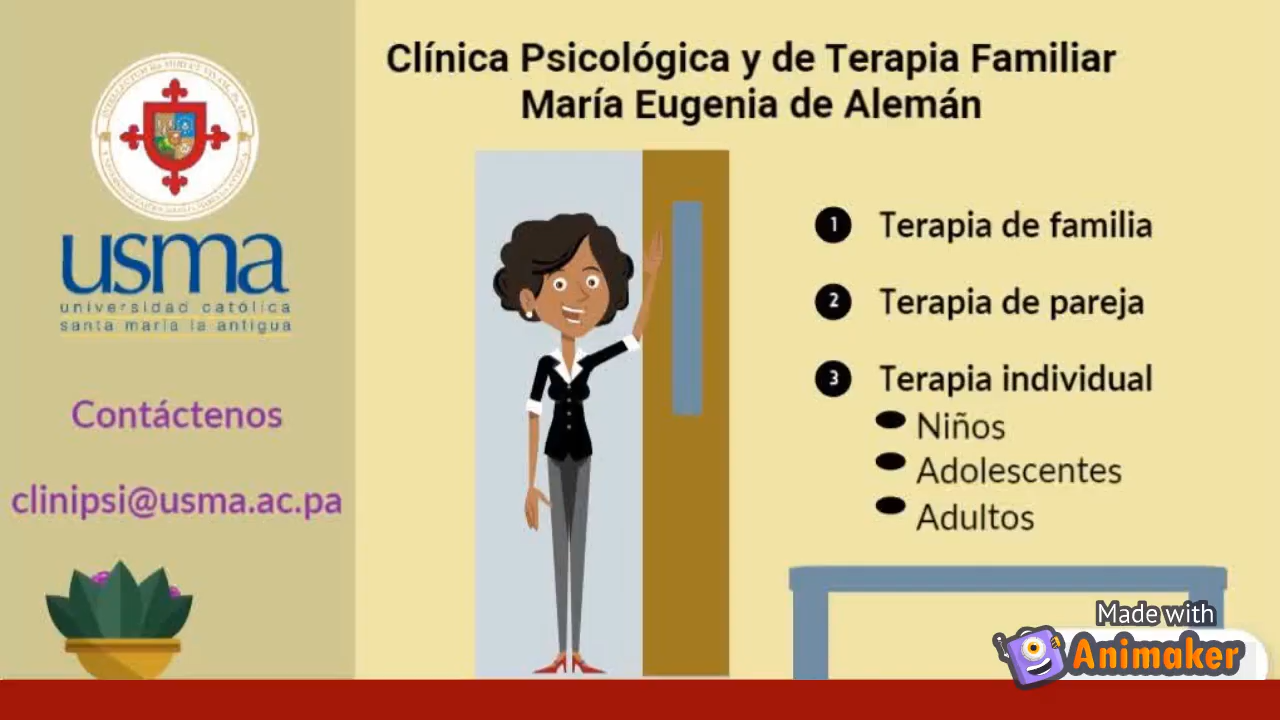 Clínica Psicológica y de Terapia Familiar
María Eugenia de Alemán
usma
universidad católica
santa maría la antigua
Contáctenos
clinipsi@usma.ac.pa
1 Terapia de familia
2 Terapia de pareja
3 Terapia individual
Niños
Adolescentes
Adultos
Made with
Animaker